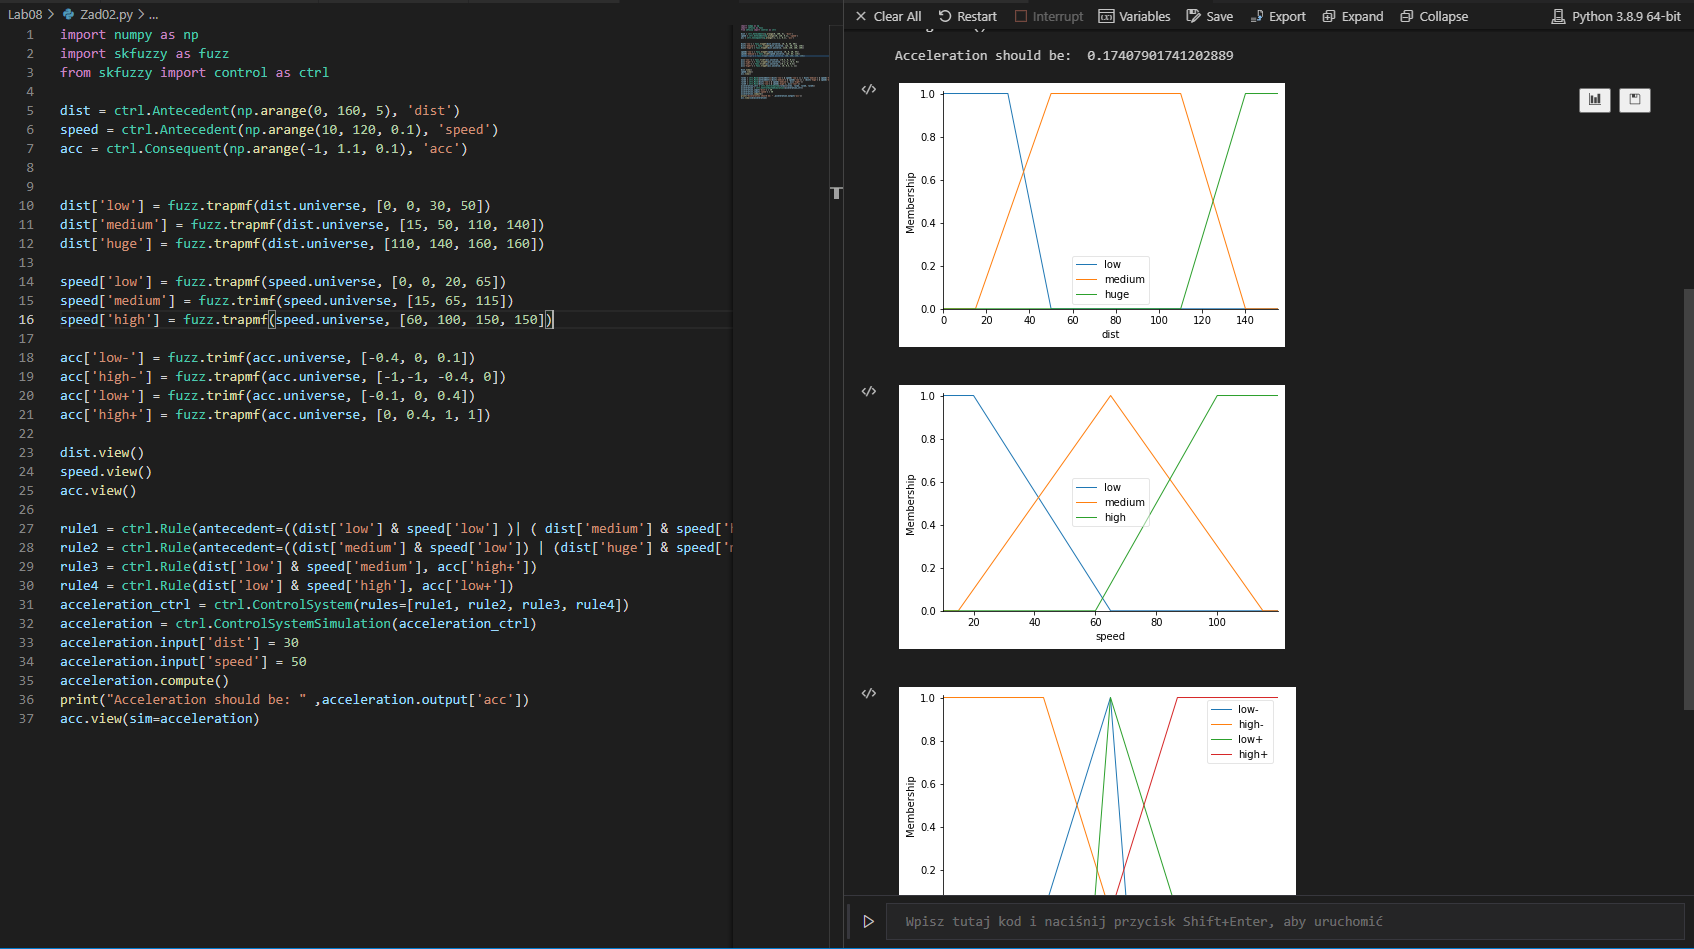 Lab08 > Zad02.py > ...
1 import numpy as np
2 import skfuzzy as fuzz
3 from skfuzzy import control as ctrl
4
5 dist = ctrl.Antecedent(np.arange(0, 160, 5), 'dist')
6 speed = ctrl.Antecedent(np.arange(10, 120, 0.1), 'speed')
7 acc = ctrl.Consequent(np.arange(-1, 1.1, 0.1), 'acc')
8
9
10 dist['low'] = fuzz.trapmf(dist.universe, [0, 0, 30, 50])
11 dist['medium'] = fuzz.trapmf(dist.universe, [15, 50, 110, 140])
12 dist['huge'] = fuzz.trapmf(dist.universe, [110, 140, 160, 160])
13
14 speed['low'] = fuzz.trapmf(speed.universe, [0, 0, 20, 65])
15 speed['medium'] = fuzz.trimf(speed.universe, [15, 65, 115])
16 speed['high'] = fuzz.trapmf(speed.universe, [60, 100, 150, 150])
17
18 acc['low-'] = fuzz.trimf(acc.universe, [-0.4, 0, 0.1])
19 acc['high-'] = fuzz.trapmf(acc.universe, [-1,-1, -0.4, 0])
20 acc['low+'] = fuzz.trimf(acc.universe, [-0.1, 0, 0.4])
21 acc['high+'] = fuzz.trapmf(acc.universe, [0, 0.4, 1, 1])
22
23 dist.view()
24 speed.view()
25 acc.view()
26
27 rule1 = ctrl.Rule(antecedent=((dist['low'] & speed['low'] )| ( dist['medium'] & speed['
28 rule2 = ctrl.Rule(antecedent=((dist['medium'] & speed['low']) | (dist['huge'] & speed['
29 rule3 = ctrl.Rule(dist['low'] & speed['medium'], acc['high+'])
30 rule4 = ctrl.Rule(dist['low'] & speed['high'], acc['low+'])
31 acceleration_ctrl = ctrl.ControlSystem(rules=[rule1, rule2, rule3, rule4])
32 acceleration = ctrl.ControlSystemSimulation(acceleration_ctrl)
33 acceleration.input['dist'] = 30
34 acceleration.input['speed'] = 50
35 acceleration.compute()
36 print("Acceleration should be: " ,acceleration.output['acc'])
37 acc.view(sim=acceleration)
Clear All Restart Interrupt Variables Save Export Expand Collapse Python 3.8.9 64-bit
Acceleration should be:  0.17407901741202889
1.0
0.8
0.6
0.4
0.2
0.0
Membership
low
medium
huge
0 20 40 60 80 100 120 140
dist
1.0
0.8
0.6
0.4
0.2
0.0
Membership
low
medium
high
20 40 60 80 100
speed
1.0
0.8
0.6
0.4
0.2
Membership
low-
high-
low+
high+
Wpisz tutaj kod i naciśnij przycisk Shift+Enter, aby uruchomić